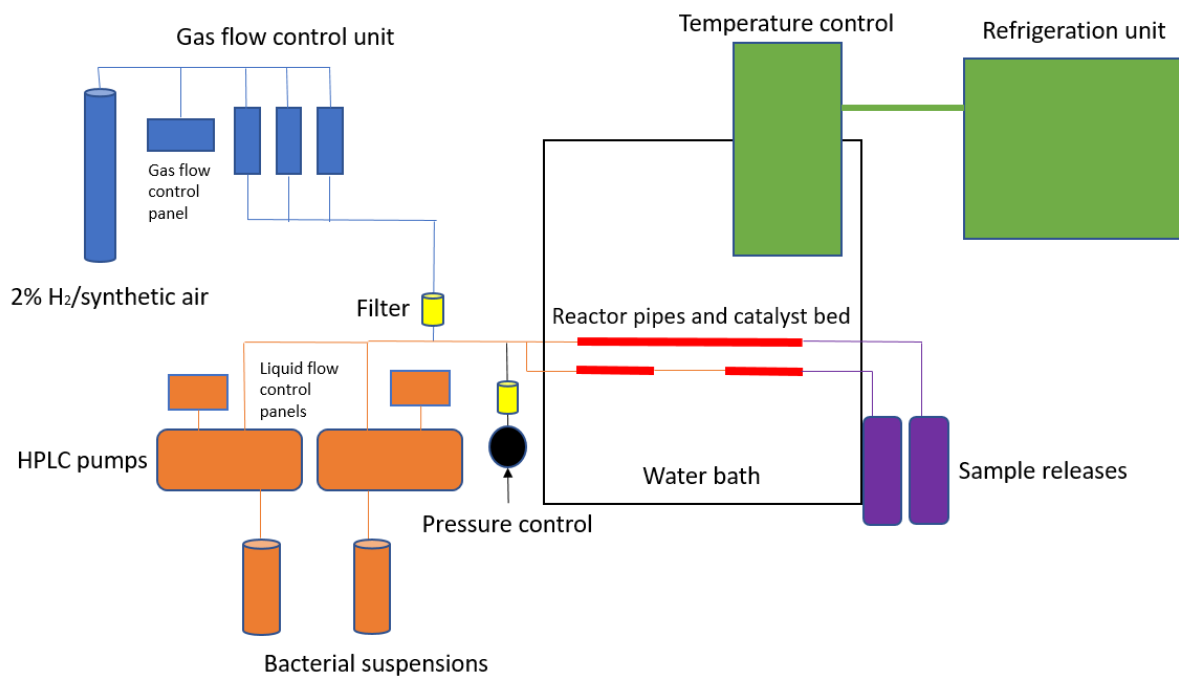 Gas flow control unit
Temperature control
Refrigeration unit
Gas flow
control
panel
2% H₂/synthetic air
Filter
Reactor pipes and catalyst bed
Liquid flow
control
panels
HPLC pumps
Water bath
Sample releases
Pressure control
Bacterial suspensions